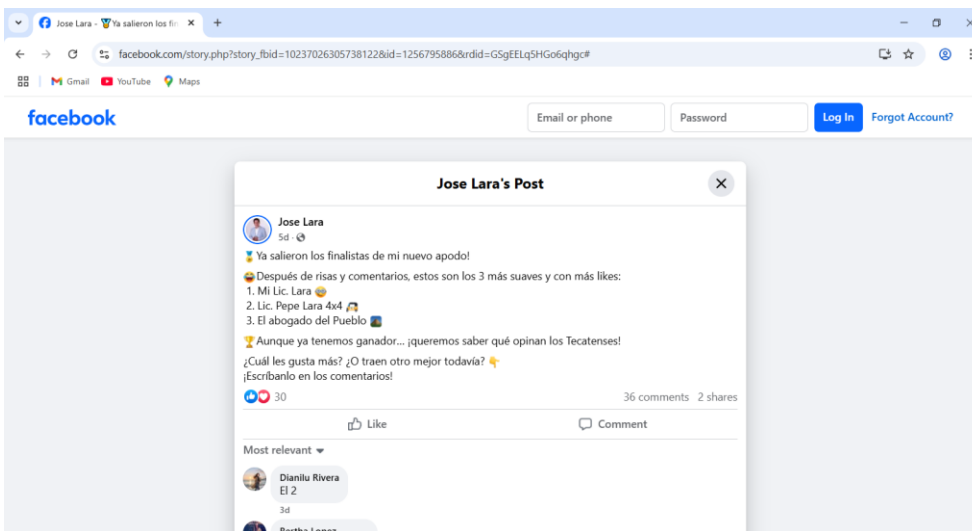 Jose Lara - 🏅Ya salieron los fin
facebook.com/story.php?story_fbid=10237026305738122&id=1256795886&rdid=GSgEELq5HGo6qhgc#
Gmail YouTube Maps
facebook
Email or phone
Password
Log In
Forgot Account?
Jose Lara's Post
Jose Lara
5d ·
🏅Ya salieron los finalistas de mi nuevo apodo!
😂Después de risas y comentarios, estos son los 3 más suaves y con más likes:
1. Mi Lic. Lara
2. Lic. Pepe Lara 4x4
3. El abogado del Pueblo
🏆Aunque ya tenemos ganador... ¡queremos saber qué opinan los Tecatenses!
¿Cuál les gusta más? ¿O traen otro mejor todavía? 👇
¡Escríbanlo en los comentarios!
30
36 comments 2 shares
Like
Comment
Most relevant
Dianilu Rivera
El 2
3d
Bertha Lopez